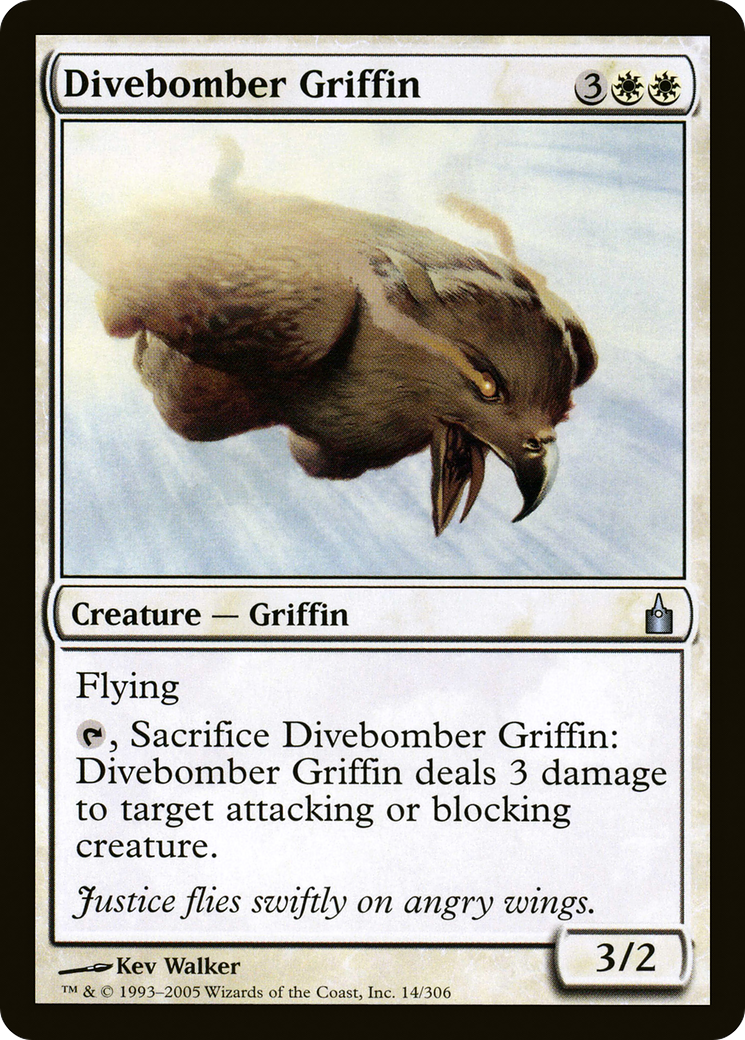 Divebomber Griffin 3
Creature — Griffin
Flying
, Sacrifice Divebomber Griffin:
Divebomber Griffin deals 3 damage
to target attacking or blocking
creature.
Justice flies swiftly on angry wings.
3/2
Kev Walker
™ & © 1993–2005 Wizards of the Coast, Inc. 14/306